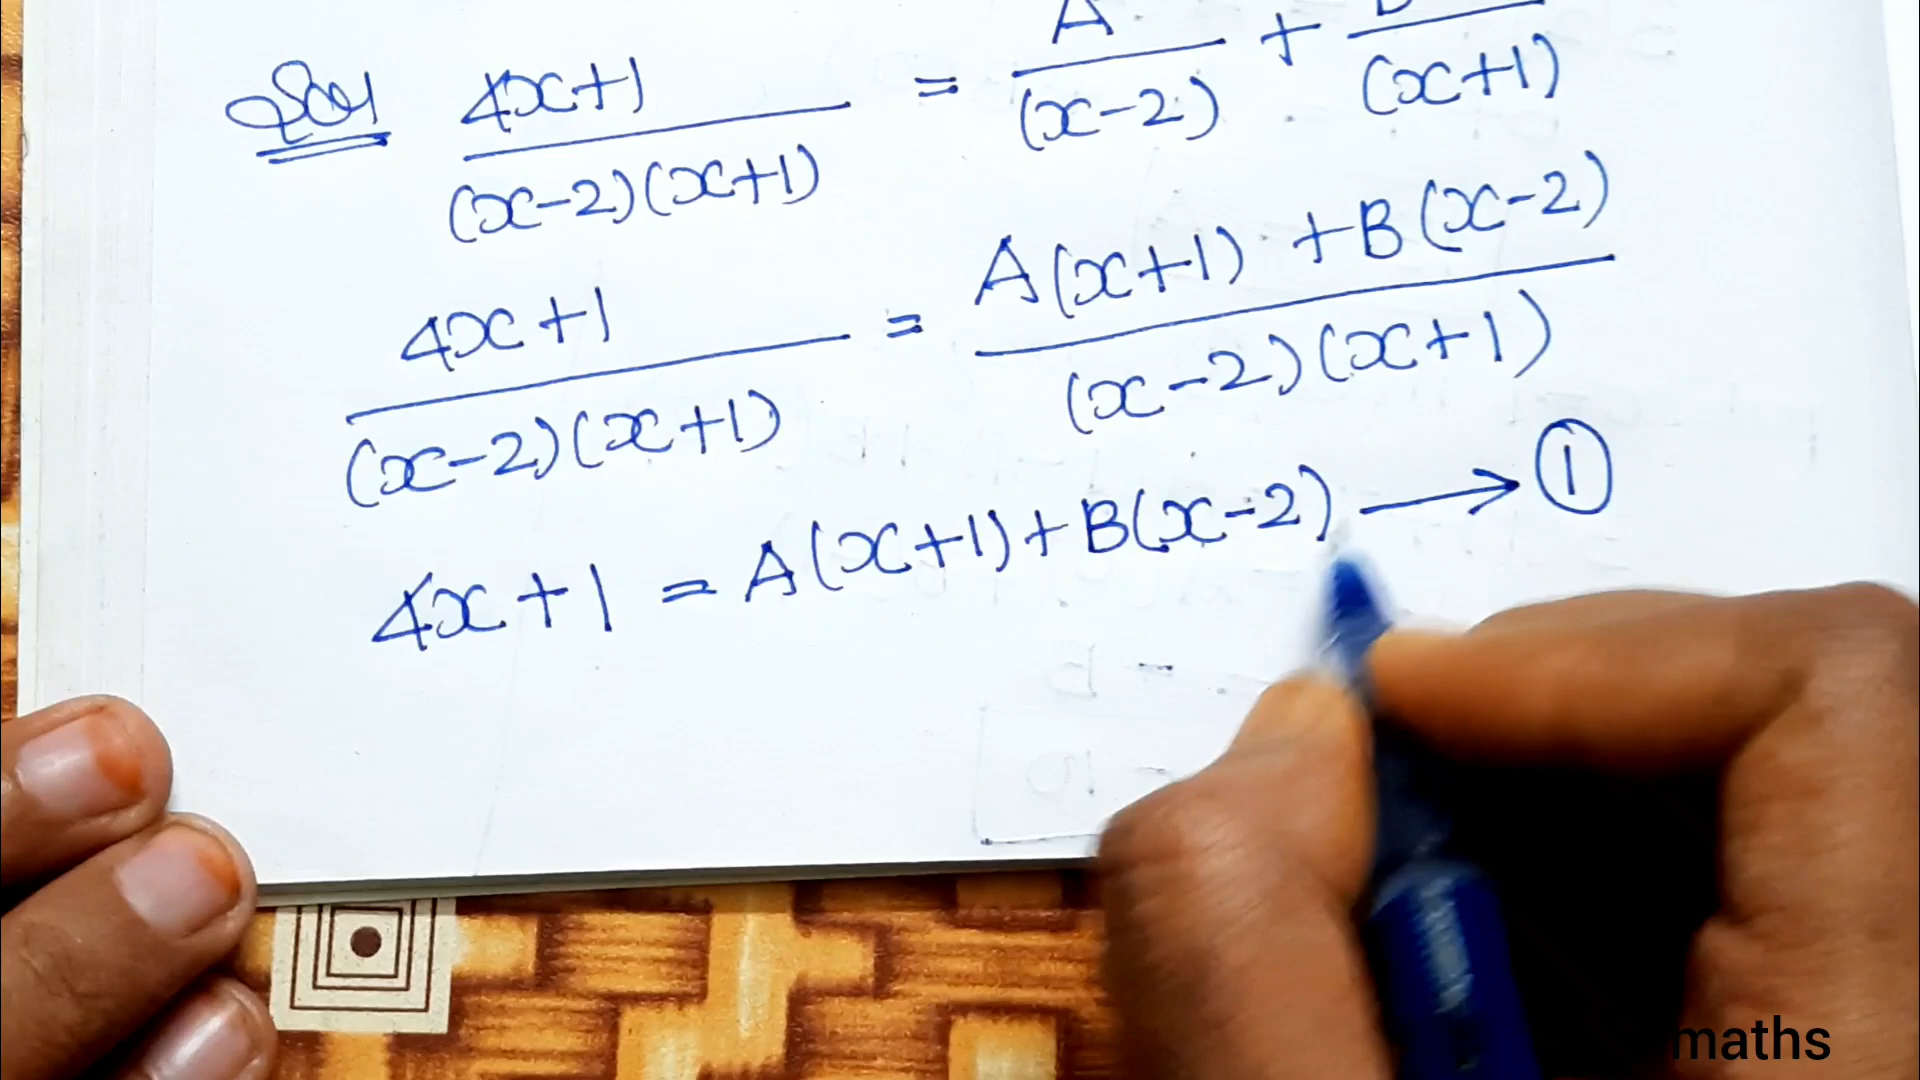 Sol 4x+1/(x-2)(x+1) = A/(x-2) + B/(x+1)
4x+1/(x-2)(x+1) = A(x+1) +B(x-2)/(x-2)(x+1)
4x+1 = A(x+1)+B(x-2) → ①
maths